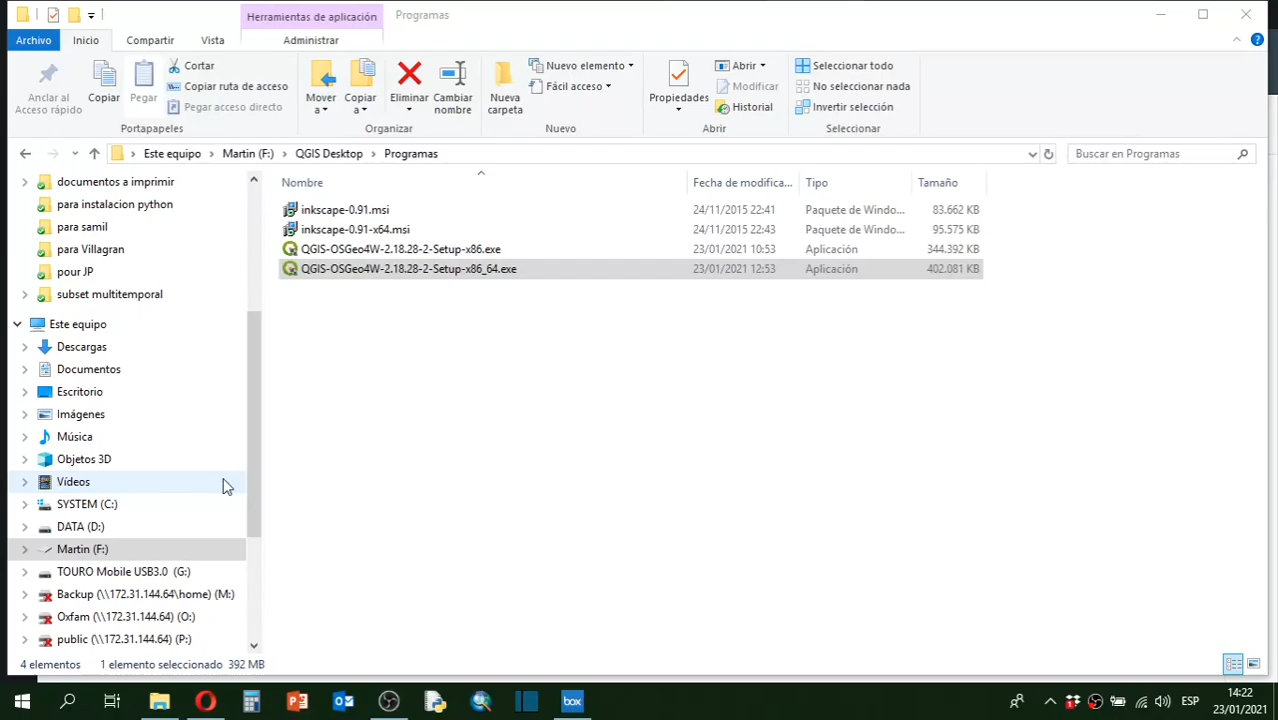 Herramientas de aplicación Programas
Archivo Inicio Compartir Vista Administrar
Anclar al Acceso rápido
Copiar
Pegar
Cortar
Copiar ruta de acceso
Pegar acceso directo
Portapapeles
Mover a
Copiar a
Eliminar
Cambiar nombre
Organizar
Nueva carpeta
Nuevo elemento
Fácil acceso
Nuevo
Propiedades
Abrir
Modificar
Historial
Abrir
Seleccionar todo
No seleccionar nada
Invertir selección
Seleccionar
Este equipo > Martin (F:) > QGIS Desktop > Programas
Buscar en Programas
documentos a imprimir
para instalacion python
para samil
para Villagran
pour JP
subset multitemporal
Este equipo
Descargas
Documentos
Escritorio
Imágenes
Música
Objetos 3D
Vídeos
SYSTEM (C:)
DATA (D:)
Martin (F:)
TOURO Mobile USB3.0 (G:)
Backup (\\172.31.144.64\home) (M:)
Oxfam (\\172.31.144.64) (O:)
public (\\172.31.144.64) (P:)
Nombre Fecha de modifica... Tipo Tamaño
inkscape-0.91.msi 24/11/2015 22:41 Paquete de Windo... 83.662 KB
inkscape-0.91-x64.msi 24/11/2015 22:43 Paquete de Windo... 95.575 KB
QGIS-OSGeo4W-2.18.28-2-Setup-x86.exe 23/01/2021 10:53 Aplicación 344.392 KB
QGIS-OSGeo4W-2.18.28-2-Setup-x86_64.exe 23/01/2021 12:53 Aplicación 402.081 KB
4 elementos 1 elemento seleccionado 392 MB
box
ESP
14:22
23/01/2021